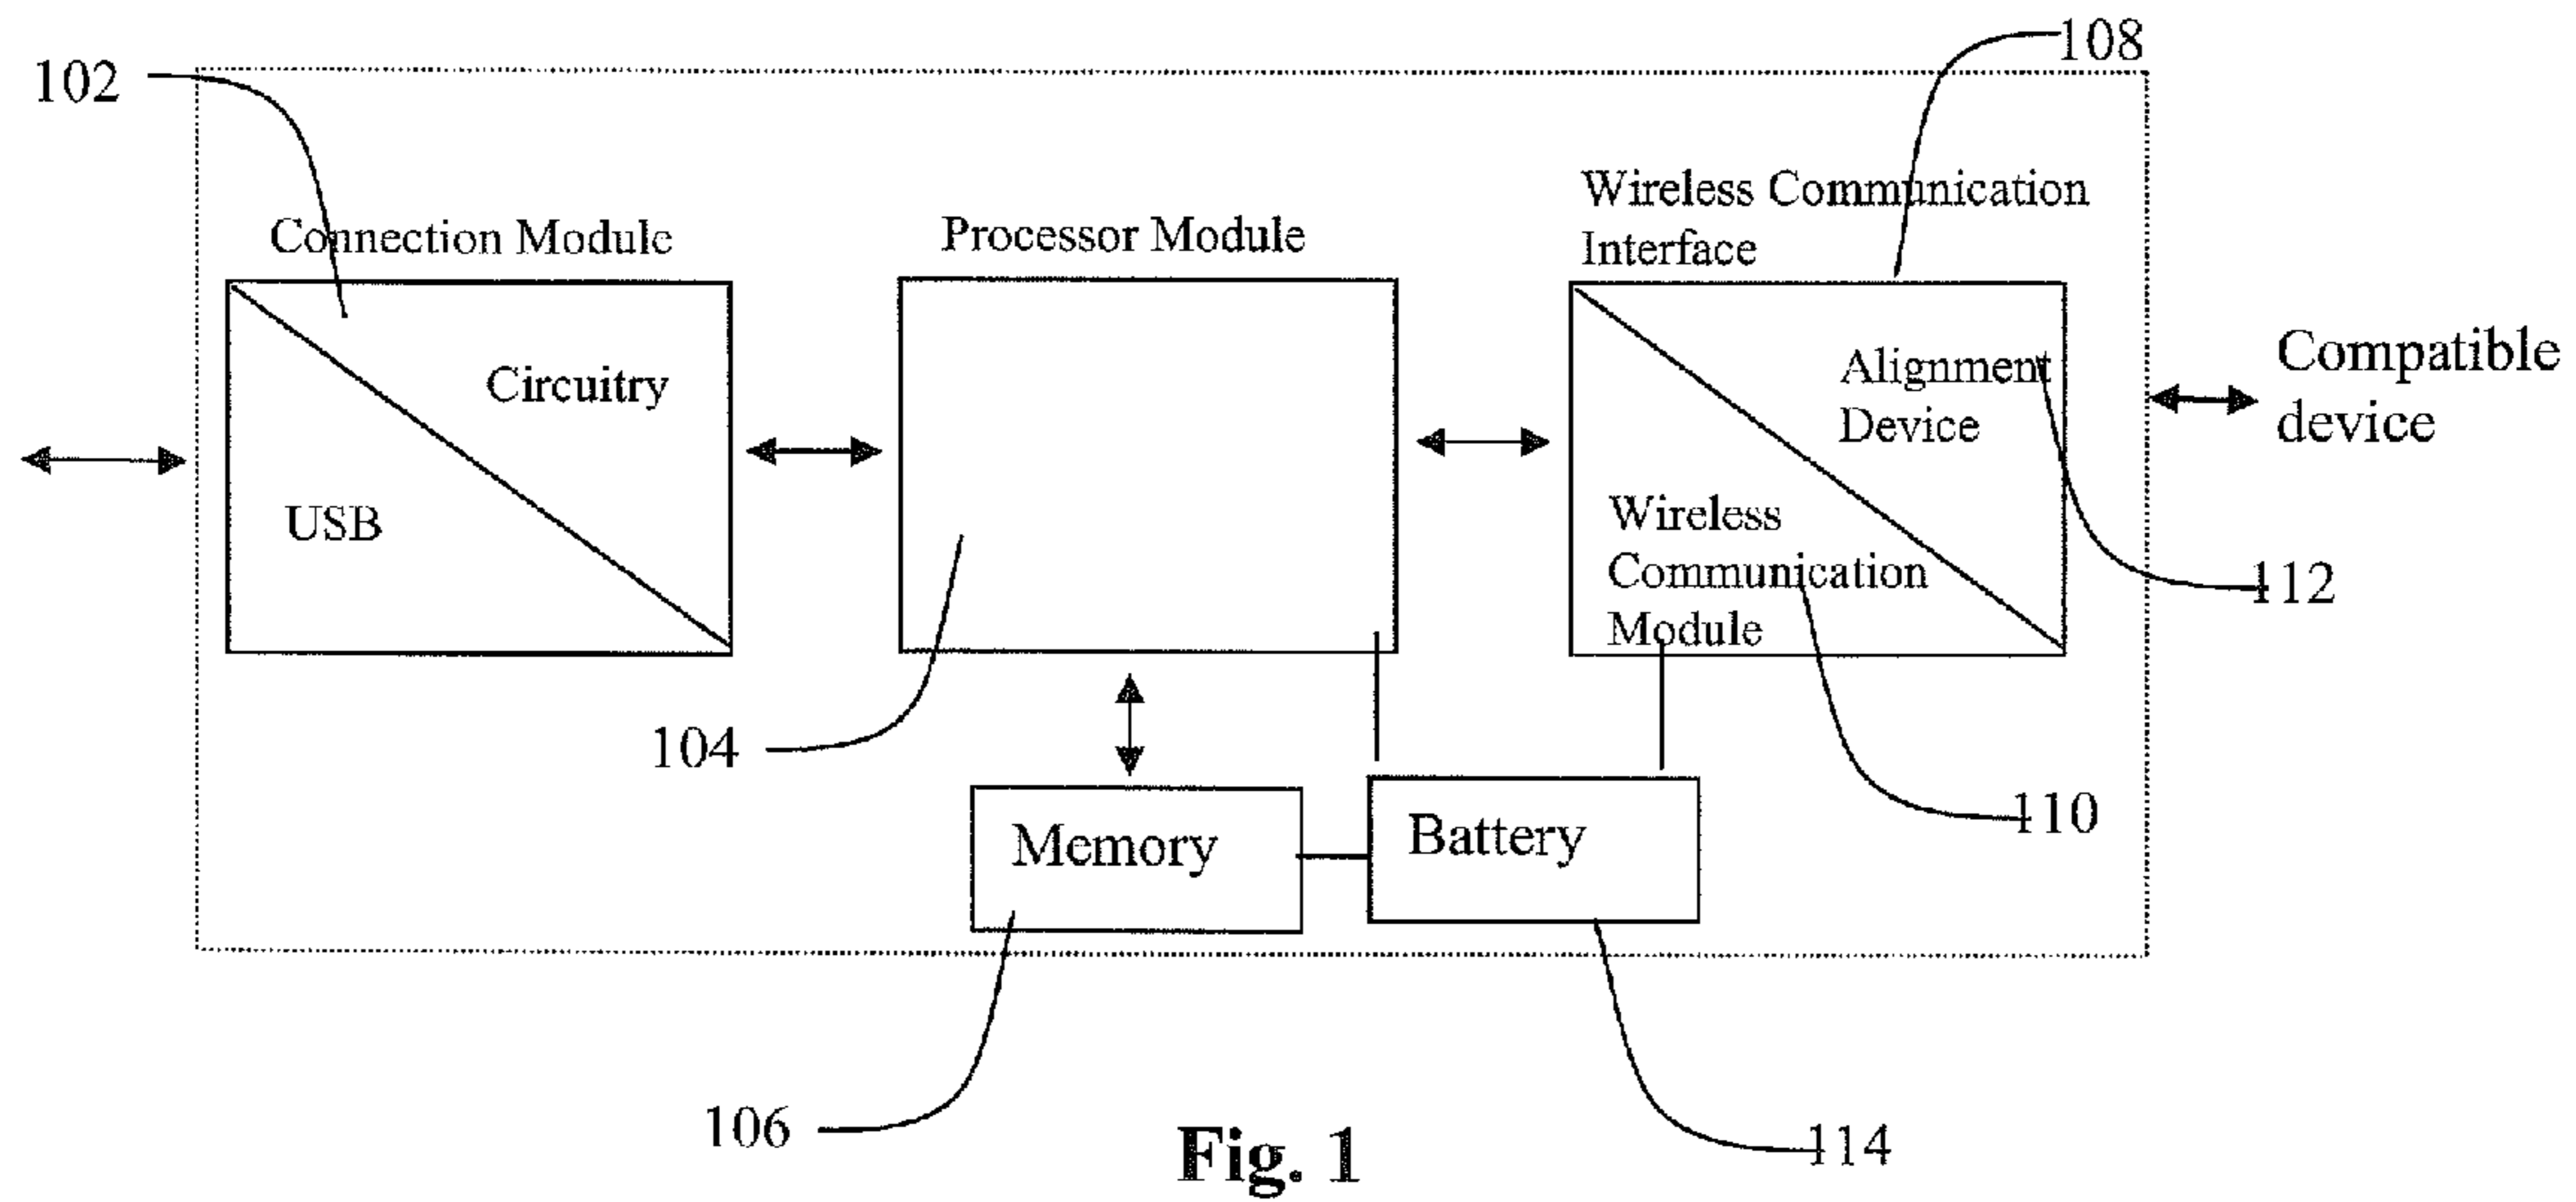 108
102
Wireless Communication
Interface
Connection Module
Processor Module
Circuitry
USB
Alignment
Device
Wireless
Communication
Module
Compatible
device
112
104
110
Memory
Battery
106
114
Fig. 1